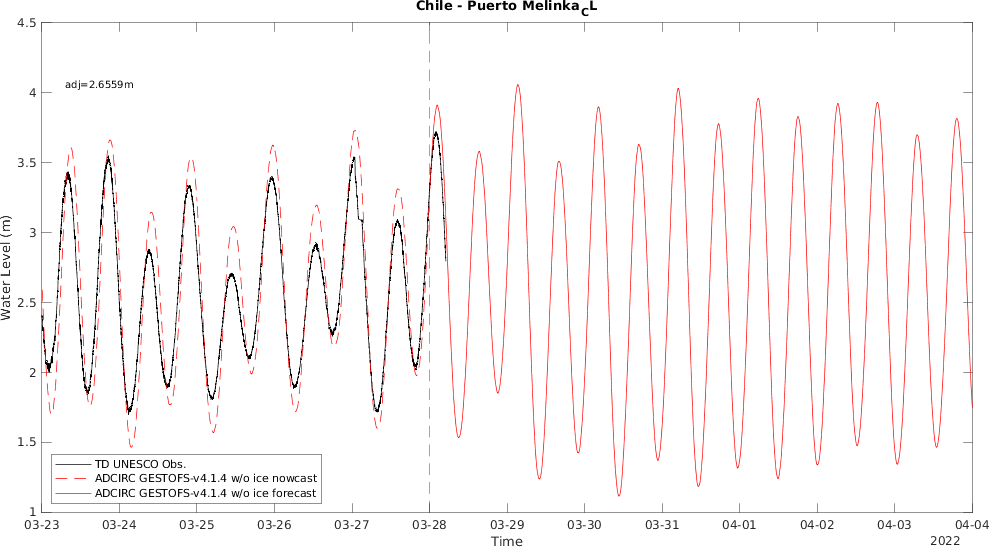 Chile - Puerto Melinka_CL
adj=2.6559m
Water Level (m)
4.5
4
3.5
3
2.5
2
1.5
1
TD UNESCO Obs.
ADCIRC GESTOFS-v4.1.4 w/o ice nowcast
ADCIRC GESTOFS-v4.1.4 w/o ice forecast
03-23 03-24 03-25 03-26 03-27 03-28 03-29 03-30 03-31 04-01 04-02 04-03 04-04
Time
2022